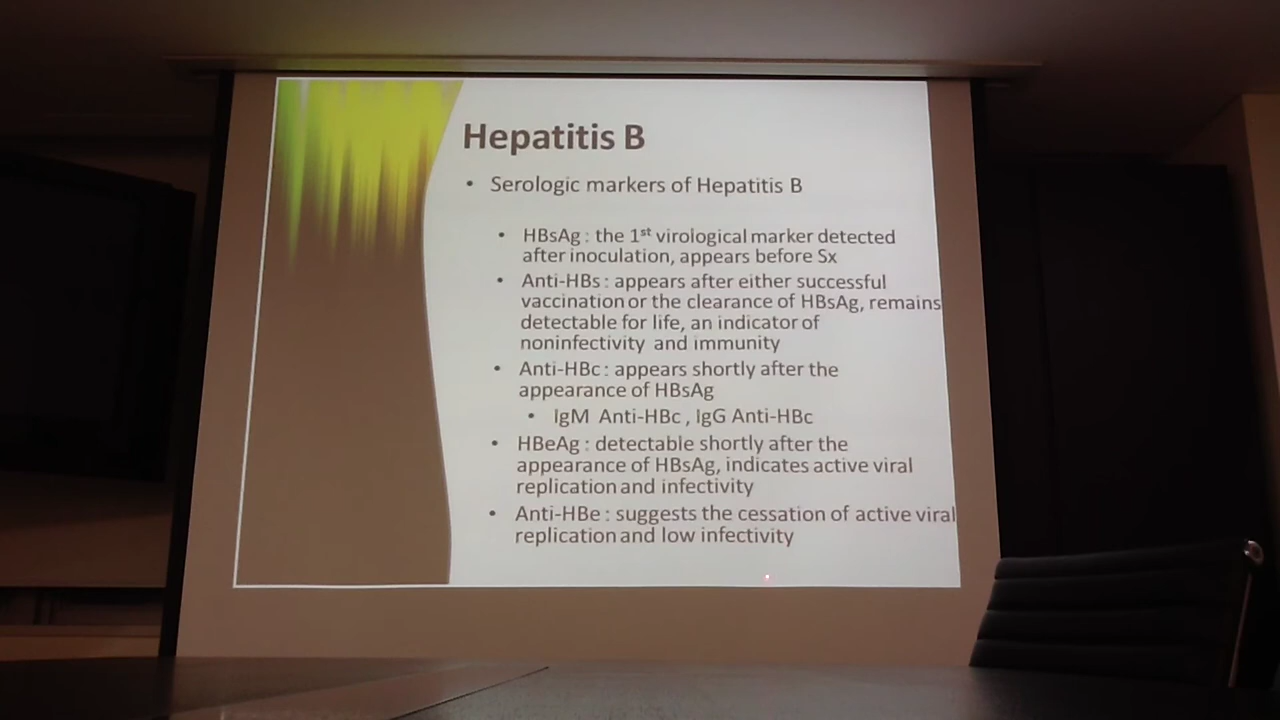 Hepatitis B
• Serologic markers of Hepatitis B
• HBsAg : the 1st virological marker detected
after inoculation, appears before Sx
• Anti-HBs : appears after either successful
vaccination or the clearance of HBsAg, remains
detectable for life, an indicator of
noninfectivity and immunity
• Anti-HBc : appears shortly after the
appearance of HBsAg
• IgM Anti-HBc , IgG Anti-HBc
• HBeAg : detectable shortly after the
appearance of HBsAg, indicates active viral
replication and infectivity
• Anti-HBe : suggests the cessation of active viral
replication and low infectivity